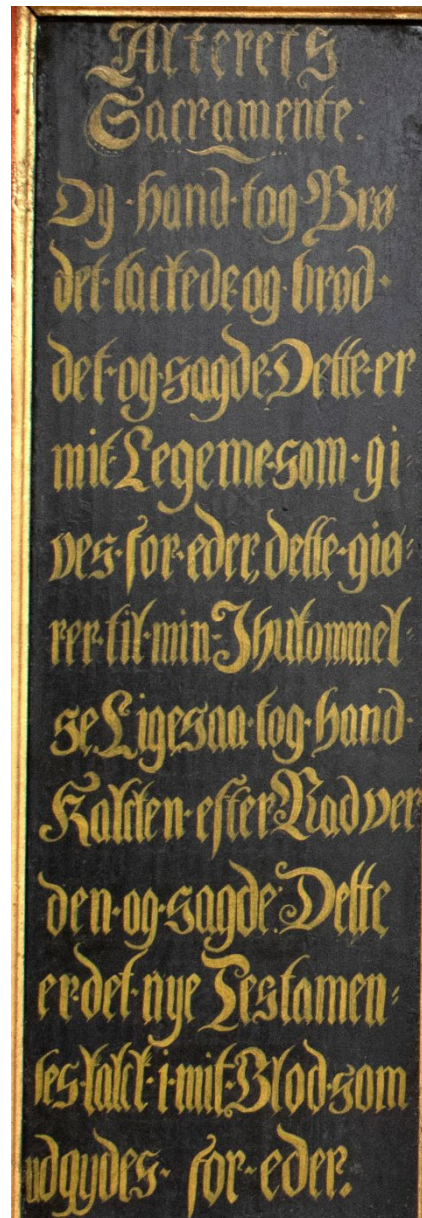 Alterets
Sacramente:
Og hand tog Brø
det tackede og brød
det og sagde Dette er
mit Legeme som gi
ves for eder, dette giø:
rer til min Ihukommel:
se, Ligesaa tog hand
Kalcken efter Nadver
den og sagde: Dette
er det nye Testamen:
tes kalck i mit Blod som
udgydes for eder.